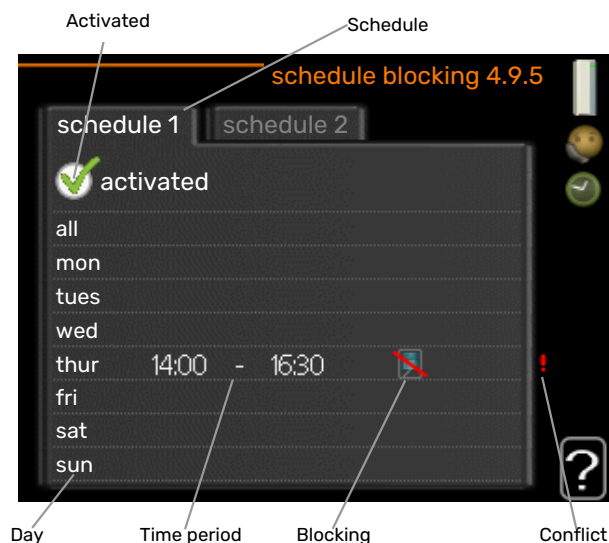 Activated
Schedule
schedule blocking 4.9.5
schedule 1
schedule 2
activated
all
mon
tues
wed
thur 14:00 - 16:30 !
fri
sat
sun
?
Day
Time period
Blocking
Conflict